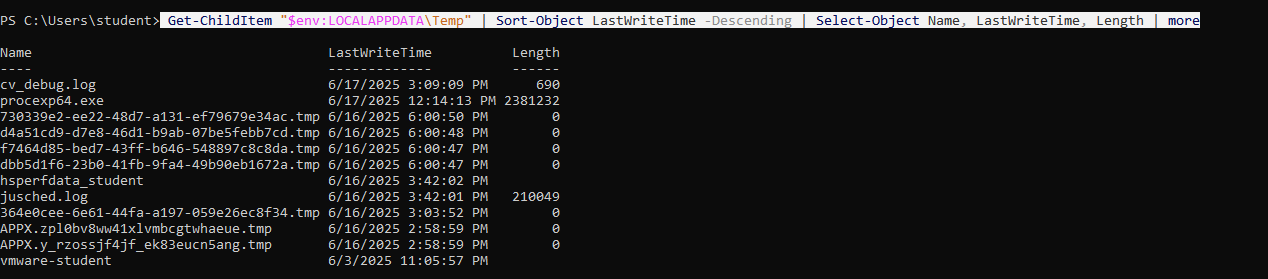 PS C:\Users\student> Get-ChildItem "$env:LOCALAPPDATA\Temp" | Sort-Object LastWriteTime -Descending | Select-Object Name, LastWriteTime, Length | more
Name LastWriteTime Length
---- ------------- ------
cv_debug.log 6/17/2025 3:09:09 PM 690
procexp64.exe 6/17/2025 12:14:13 PM 2381232
730339e2-ee22-48d7-a131-ef79679e34ac.tmp 6/16/2025 6:00:50 PM 0
d4a51cd9-d7e8-46d1-b9ab-07be5febb7cd.tmp 6/16/2025 6:00:48 PM 0
f7464d85-bed7-43ff-b646-548897c8c8da.tmp 6/16/2025 6:00:47 PM 0
dbb5d1f6-23b0-41fb-9fa4-49b90eb1672a.tmp 6/16/2025 6:00:47 PM 0
hsperfdata_student 6/16/2025 3:42:02 PM
jusched.log 6/16/2025 3:42:01 PM 210049
364e0cee-6e61-44fa-a197-059e26ec8f34.tmp 6/16/2025 3:03:52 PM 0
APPX.zpl0bv8ww41xlvmbcgtwhaeue.tmp 6/16/2025 2:58:59 PM 0
APPX.y_rzossjf4jf_ek83eucn5ang.tmp 6/16/2025 2:58:59 PM 0
vmware-student 6/3/2025 11:05:57 PM